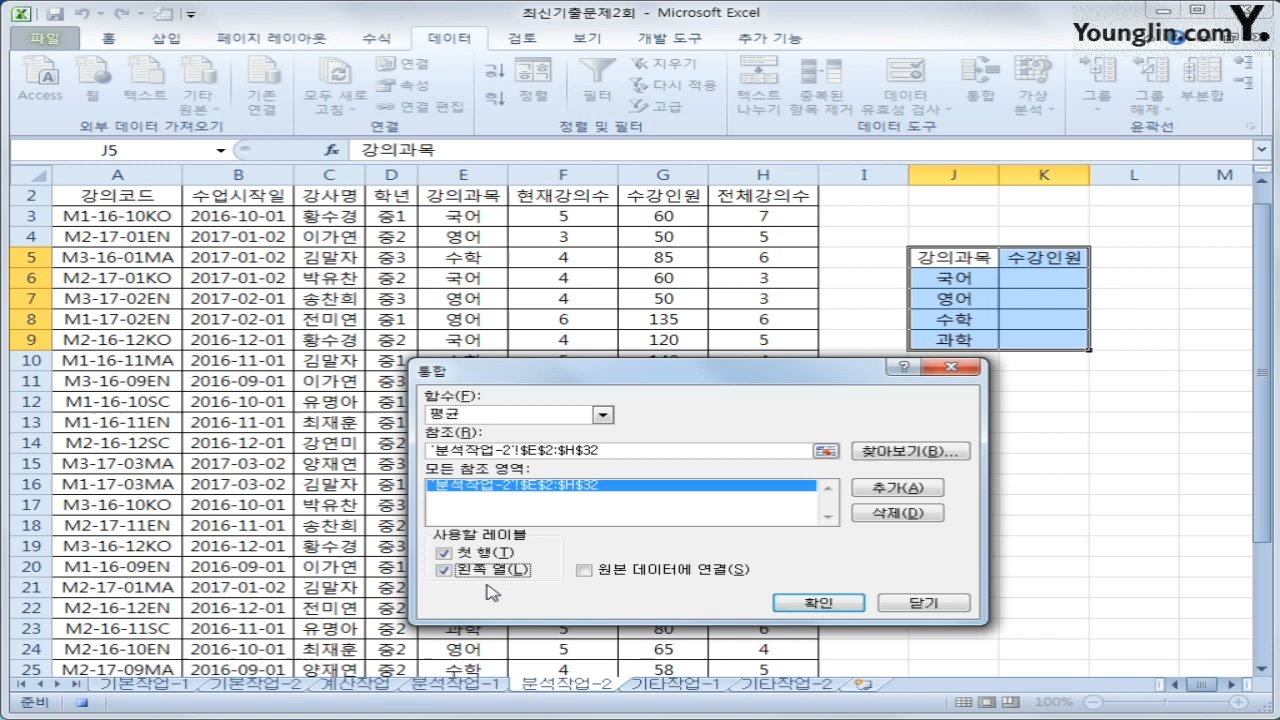 최신기출문제2회 - Microsoft Excel
YoungJin.com Y.
파일 홈 삽입 페이지 레이아웃 수식 데이터 검토 보기 개발 도구 추가 기능
Access 웹 텍스트 기타 원본 기존 연결 모두 새로 고침 연결 속성 연결 편집 정렬 필터 지우기 다시 적용 고급 텍스트 나누기 중복된 항목 제거 데이터 유효성 검사 통합 가상 분석 그룹 그룹 해제 부분합
외부 데이터 가져오기 연결 정렬 및 필터 데이터 도구 윤곽선
J5 fx 강의과목
A B C D E F G H I J K L M
2 강의코드 수업시작일 강사명 학년 강의과목 현재강의수 수강인원 전체강의수
3 M1-16-10KO 2016-10-01 황수경 중1 국어 5 60 7
4 M2-17-01EN 2017-01-02 이가연 중2 영어 3 50 5
5 M3-16-01MA 2017-01-02 김말자 중3 수학 4 85 6 강의과목 수강인원
6 M2-17-01KO 2017-01-02 박유찬 중2 국어 4 60 3 국어
7 M3-17-02EN 2017-02-01 송찬희 중3 영어 4 50 3 영어
8 M1-17-02EN 2017-02-01 전미연 중1 영어 6 135 6 수학
9 M2-16-12KO 2016-12-01 황수경 중2 국어 4 120 5 과학
10 M1-16-11MA 2016-11-01 김말자 중1
11 M3-16-09EN 2016-09-01 이가연 중3
12 M1-16-10SC 2016-10-01 유명아 중1
13 M1-16-11EN 2016-11-01 최재훈 중1
14 M2-16-12SC 2016-12-01 강연미 중2
15 M3-17-03MA 2017-03-02 양재연 중3
16 M1-17-03MA 2017-03-02 김말자 중1
17 M3-16-10KO 2016-10-01 박유찬 중3
18 M2-17-11EN 2016-11-01 송찬희 중2
19 M3-16-12KO 2016-12-01 황수경 중3
20 M1-16-09EN 2016-09-01 이가연 중1
21 M2-17-01MA 2017-01-02 김말자 중2
22 M2-16-12EN 2016-12-01 전미연 중2
23 M2-16-11SC 2016-11-01 유명아 중2 과학 5 80 6
24 M2-16-10EN 2016-10-01 최재훈 중2 영어 5 65 4
25 M2-17-09MA 2016-09-01 양재연 중2 수학 4 58 5
통합
함수(F):
평균
참조(R):
'분석작업-2'!$E$2:$H$32 찾아보기(B)...
모든 참조 영역:
'분석작업-2'!$E$2:$H$32 추가(A)
삭제(D)
사용할 레이블
첫 행(T)
왼쪽 열(L) 원본 데이터에 연결(S)
확인 닫기
기본작업-1 기본작업-2 계산작업 분석작업-1 분석작업-2 기타작업-1 기타작업-2
준비 100%